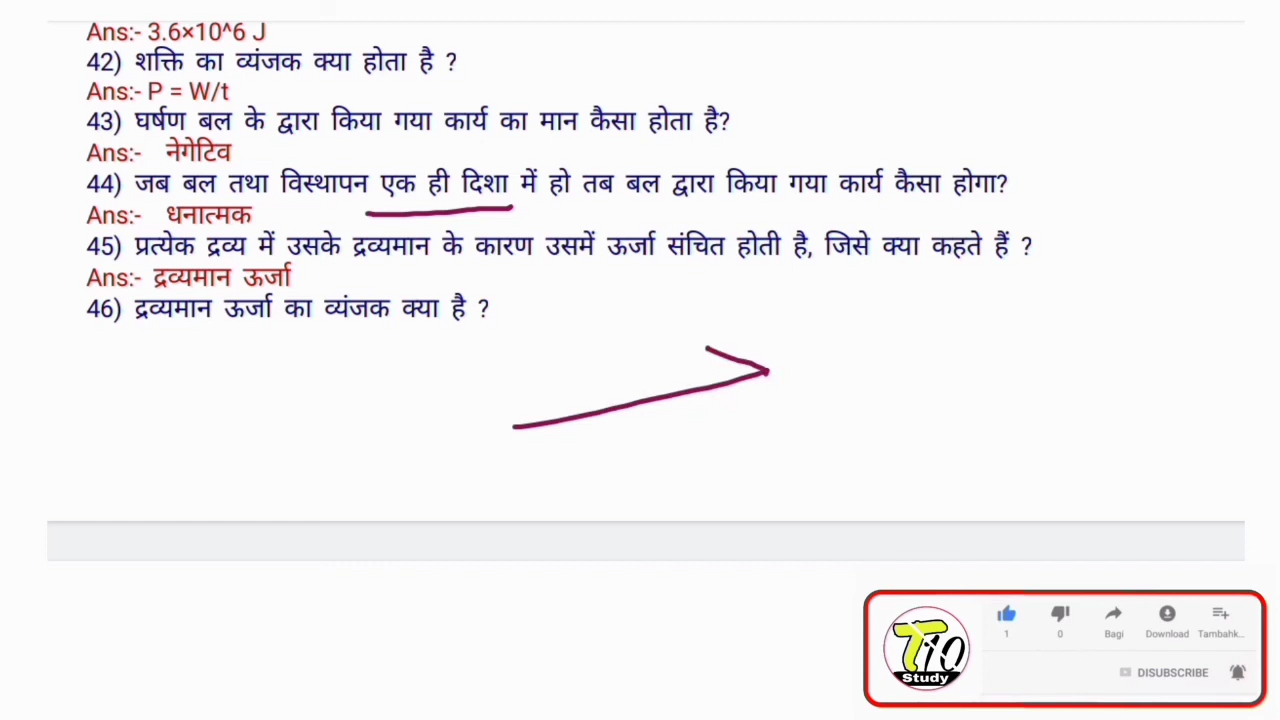 Ans:- 3.6×10^6 J
42) शक्ति का व्यंजक क्या होता है ?
Ans:- P = W/t
43) घर्षण बल के द्वारा किया गया कार्य का मान कैसा होता है?
Ans:- नेगेटिव
44) जब बल तथा विस्थापन एक ही दिशा में हो तब बल द्वारा किया गया कार्य कैसा होगा?
Ans:- धनात्मक
45) प्रत्येक द्रव्य में उसके द्रव्यमान के कारण उसमें ऊर्जा संचित होती है, जिसे क्या कहते हैं ?
Ans:- द्रव्यमान ऊर्जा
46) द्रव्यमान ऊर्जा का व्यंजक क्या है ?
T10
Study
1 0 Bagi Download Tambahk...
DISUBSCRIBE